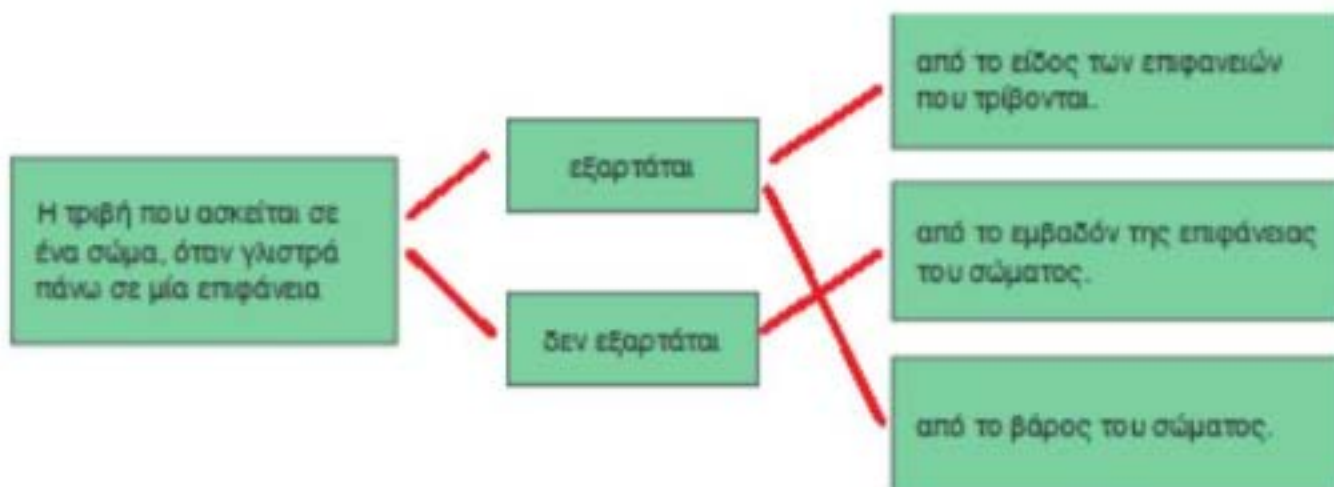 Η τριβή που ασκείται σε
ένα σώμα, όταν γλιστρά
πάνω σε μία επιφάνεια
εξαρτάται
δεν εξαρτάται
από το είδος των επιφανειών
που τρίβονται.
από το εμβαδόν της επιφάνειας
του σώματος.
από το βάρος του σώματος.